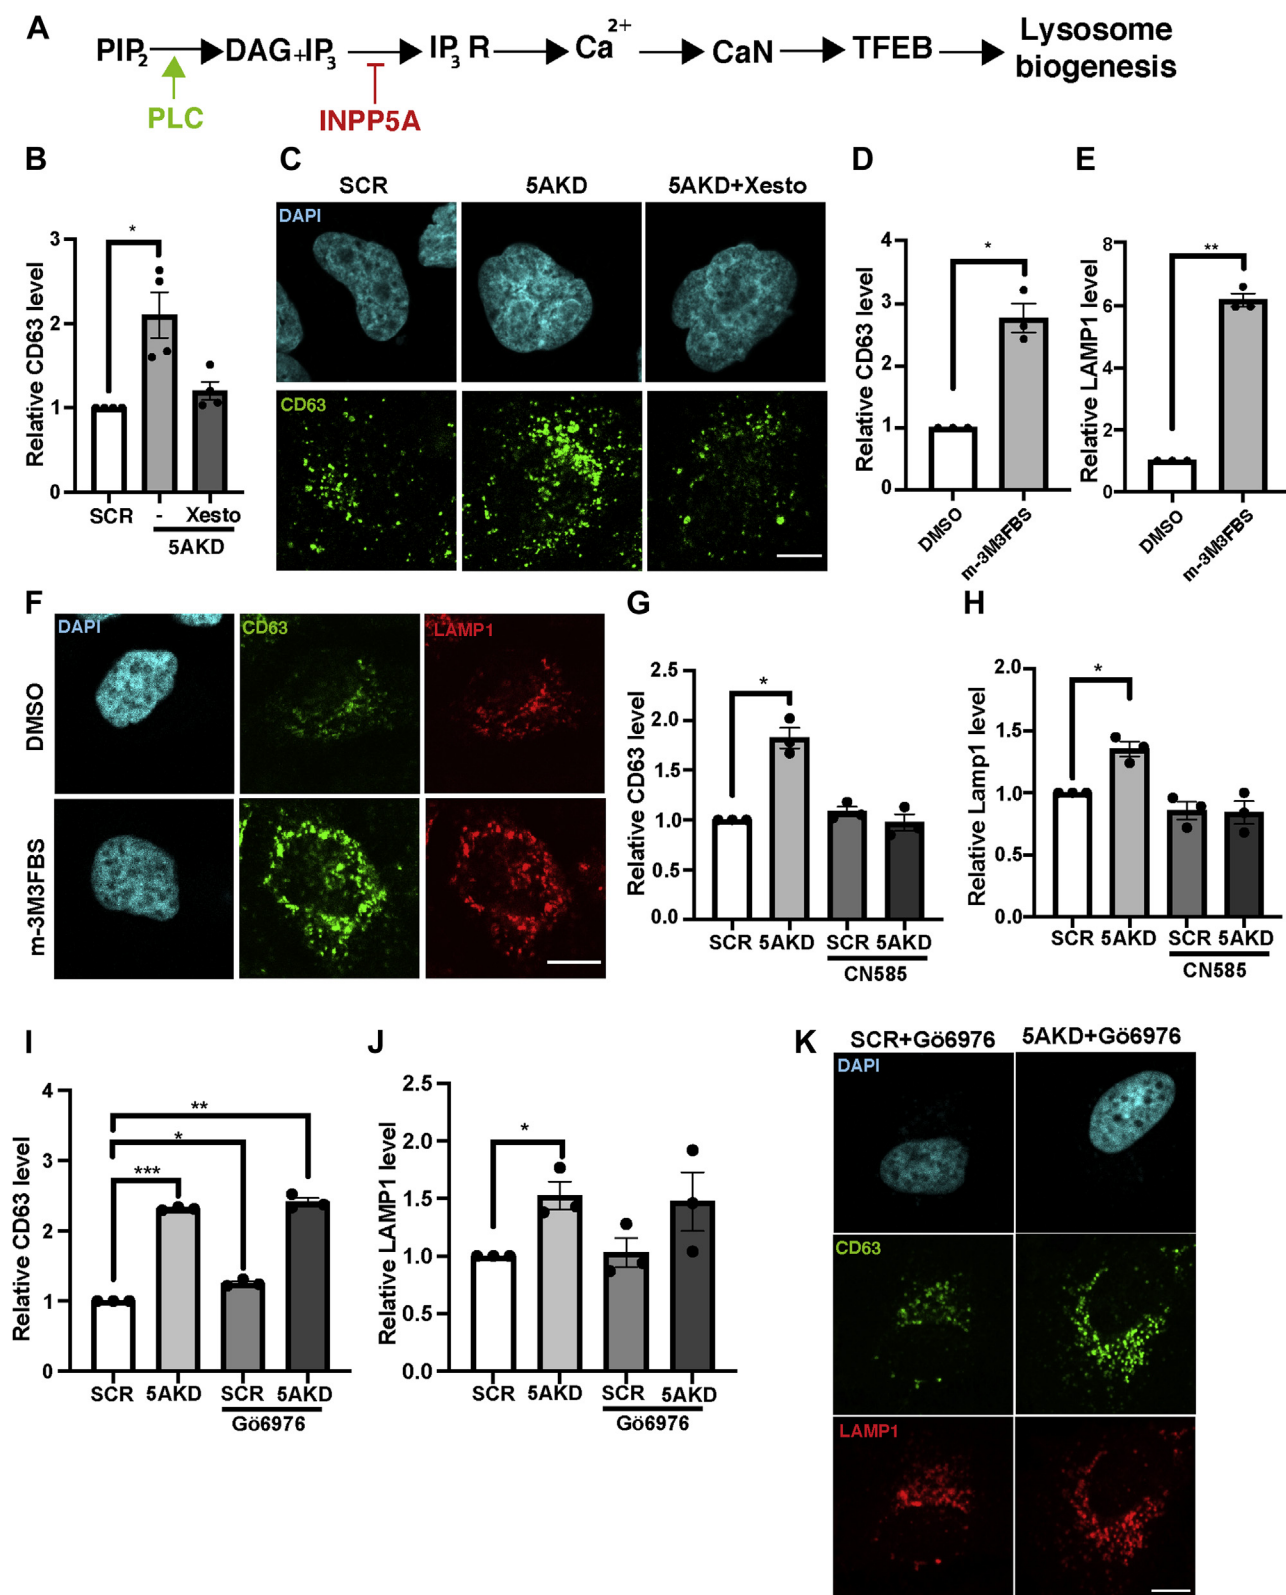 A
PIP2 DAG+IP3 IP3 R Ca2+ CaN TFEB Lysosome biogenesis
PLC INPP5A
B
Relative CD63 level
3
2
1
0
*
SCR - Xesto
5AKD
C
SCR 5AKD 5AKD+Xesto
DAPI
CD63
D
Relative CD63 level
4
3
2
1
0
*
DMSO
m-3M3FBS
E
Relative LAMP1 level
8
6
4
2
0
**
DMSO
m-3M3FBS
F
DAPI CD63 LAMP1
DMSO
m-3M3FBS
G
Relative CD63 level
2.5
2.0
1.5
1.0
0.5
0.0
*
SCR 5AKD SCR 5AKD
CN585
H
Relative Lamp1 level
2.0
1.5
1.0
0.5
0.0
*
SCR 5AKD SCR 5AKD
CN585
I
Relative CD63 level
4
3
2
1
0
**
*
***
SCR 5AKD SCR 5AKD
Gö6976
J
Relative LAMP1 level
2.5
2.0
1.5
1.0
0.5
0.0
*
SCR 5AKD SCR 5AKD
Gö6976
K
SCR+Gö6976 5AKD+Gö6976
DAPI
CD63
LAMP1